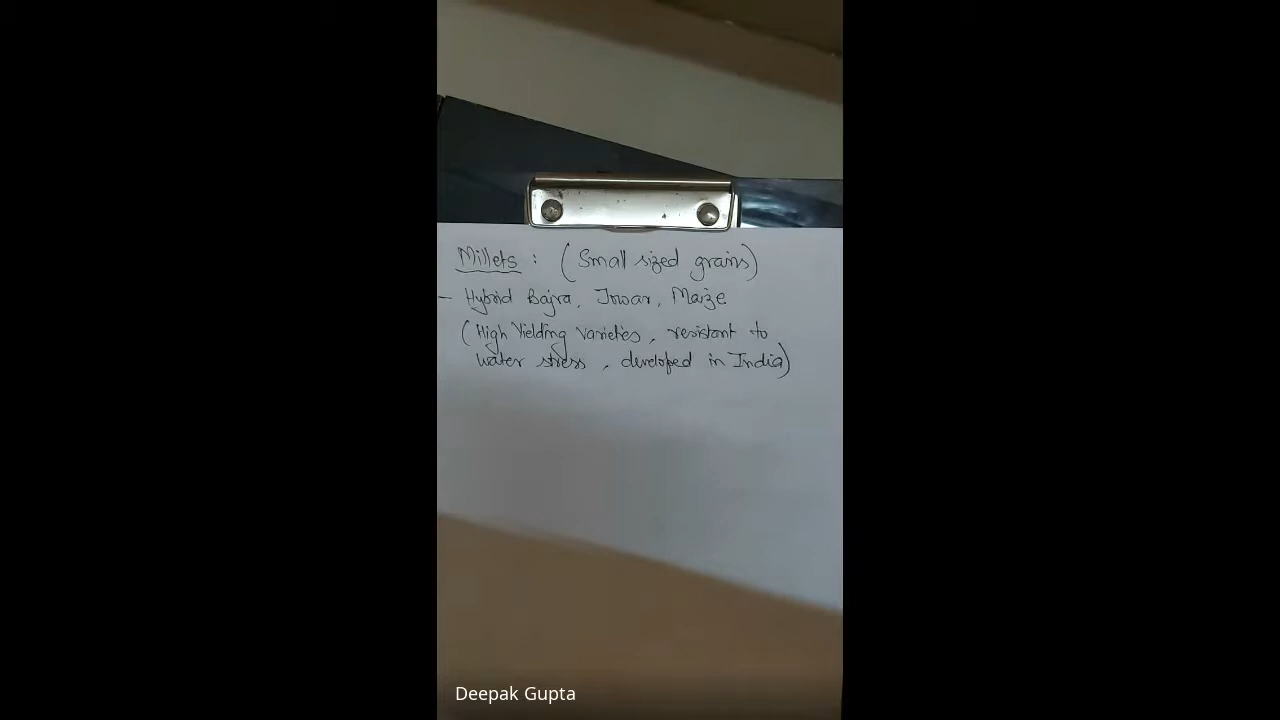 Millets : (Small sized grains)
- Hybrid Bajra, Jowar, Maize
(High Yielding Varieties, resistant to
water stress, developed in India)
Deepak Gupta